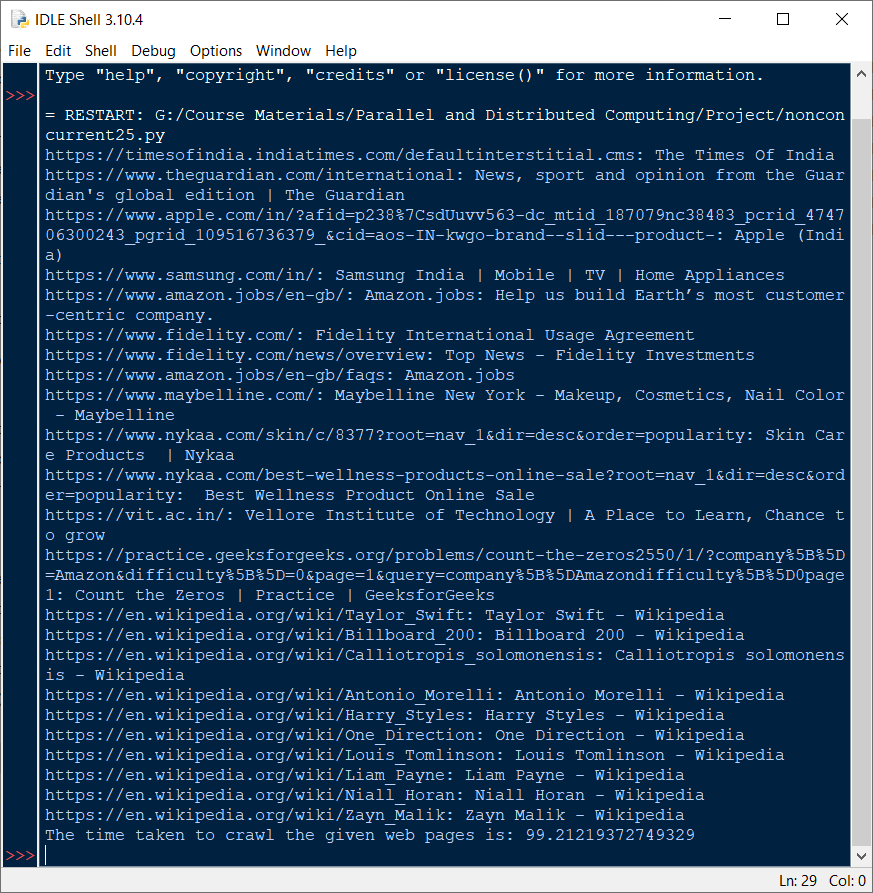 IDLE Shell 3.10.4
File Edit Shell Debug Options Window Help
Type "help", "copyright", "credits" or "license()" for more information.
>>>
= RESTART: G:/Course Materials/Parallel and Distributed Computing/Project/noncon
current25.py
https://timesofindia.indiatimes.com/defaultinterstitial.cms: The Times Of India
https://www.theguardian.com/international: News, sport and opinion from the Guar
dian's global edition | The Guardian
https://www.apple.com/in/?afid=p238%7CsdUuvv563-dc_mtid_187079nc38483_pcrid_4747
06300243_pgrid_109516736379_&cid=aos-IN-kwgo-brand--slid---product-: Apple (Indi
a)
https://www.samsung.com/in/: Samsung India | Mobile | TV | Home Appliances
https://www.amazon.jobs/en-gb/: Amazon.jobs: Help us build Earth’s most customer
-centric company.
https://www.fidelity.com/: Fidelity International Usage Agreement
https://www.fidelity.com/news/overview: Top News - Fidelity Investments
https://www.amazon.jobs/en-gb/faqs: Amazon.jobs
https://www.maybelline.com/: Maybelline New York - Makeup, Cosmetics, Nail Color
 - Maybelline
https://www.nykaa.com/skin/c/8377?root=nav_1&dir=desc&order=popularity: Skin Car
e Products  | Nykaa
https://www.nykaa.com/best-wellness-products-online-sale?root=nav_1&dir=desc&ord
er=popularity:  Best Wellness Product Online Sale
https://vit.ac.in/: Vellore Institute of Technology | A Place to Learn, Chance t
o grow
https://practice.geeksforgeeks.org/problems/count-the-zeros2550/1/?company%5B%5D
=Amazon&difficulty%5B%5D=0&page=1&query=company%5B%5DAmazondifficulty%5B%5D0page
1: Count the Zeros | Practice | GeeksforGeeks
https://en.wikipedia.org/wiki/Taylor_Swift: Taylor Swift - Wikipedia
https://en.wikipedia.org/wiki/Billboard_200: Billboard 200 - Wikipedia
https://en.wikipedia.org/wiki/Calliotropis_solomonensis: Calliotropis solomonens
is - Wikipedia
https://en.wikipedia.org/wiki/Antonio_Morelli: Antonio Morelli - Wikipedia
https://en.wikipedia.org/wiki/Harry_Styles: Harry Styles - Wikipedia
https://en.wikipedia.org/wiki/One_Direction: One Direction - Wikipedia
https://en.wikipedia.org/wiki/Louis_Tomlinson: Louis Tomlinson - Wikipedia
https://en.wikipedia.org/wiki/Liam_Payne: Liam Payne - Wikipedia
https://en.wikipedia.org/wiki/Niall_Horan: Niall Horan - Wikipedia
https://en.wikipedia.org/wiki/Zayn_Malik: Zayn Malik - Wikipedia
The time taken to crawl the given web pages is: 99.21219372749329
>>>
Ln: 29 Col: 0